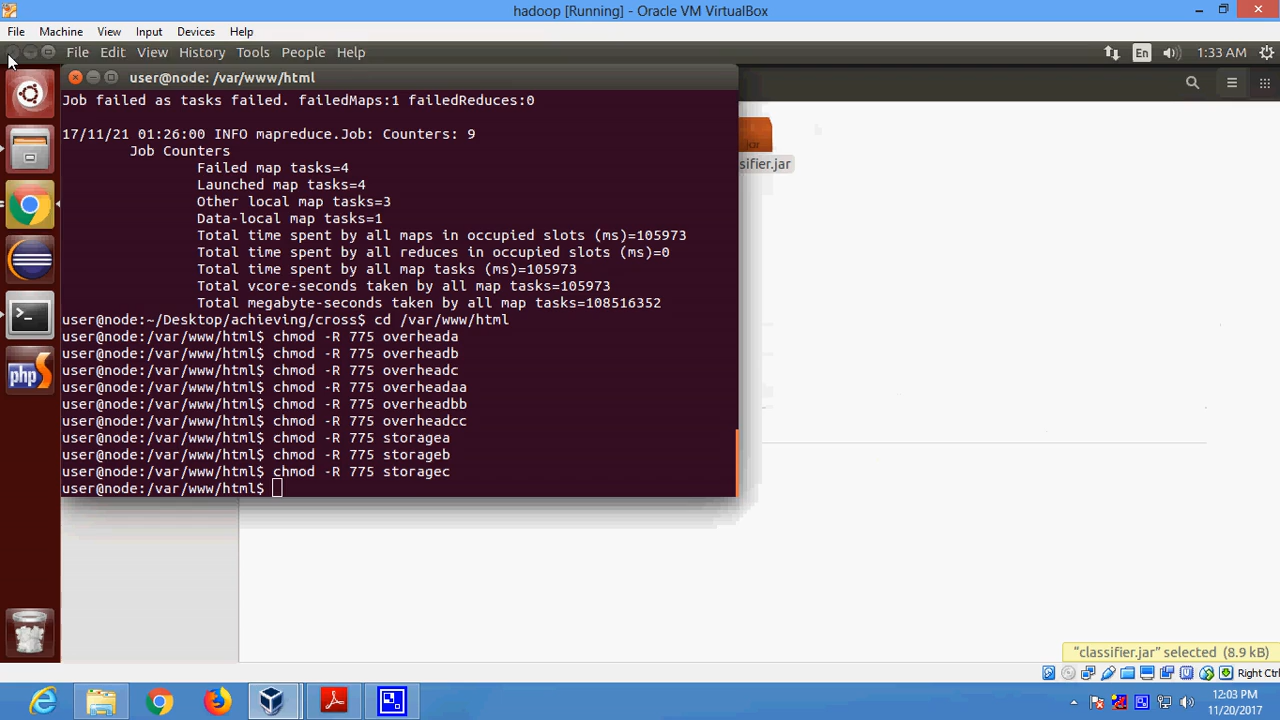 hadoop [Running] - Oracle VM VirtualBox
File Machine View Input Devices Help
File Edit View History Tools People Help En 1:33 AM
user@node: /var/www/html
Job failed as tasks failed. failedMaps:1 failedReduces:0
17/11/21 01:26:00 INFO mapreduce.Job: Counters: 9
Job Counters
Failed map tasks=4
Launched map tasks=4
Other local map tasks=3
Data-local map tasks=1
Total time spent by all maps in occupied slots (ms)=105973
Total time spent by all reduces in occupied slots (ms)=0
Total time spent by all map tasks (ms)=105973
Total vcore-seconds taken by all map tasks=105973
Total megabyte-seconds taken by all map tasks=108516352
user@node:~/Desktop/achieving/cross$ cd /var/www/html
user@node:/var/www/html$ chmod -R 775 overheada
user@node:/var/www/html$ chmod -R 775 overheadb
user@node:/var/www/html$ chmod -R 775 overheadc
user@node:/var/www/html$ chmod -R 775 overheadaa
user@node:/var/www/html$ chmod -R 775 overheadbb
user@node:/var/www/html$ chmod -R 775 overheadcc
user@node:/var/www/html$ chmod -R 775 storagea
user@node:/var/www/html$ chmod -R 775 storageb
user@node:/var/www/html$ chmod -R 775 storagec
user@node:/var/www/html$
jar
sifier.jar
php
"classifier.jar" selected (8.9 kB)
Right Ctrl
12:03 PM
11/20/2017